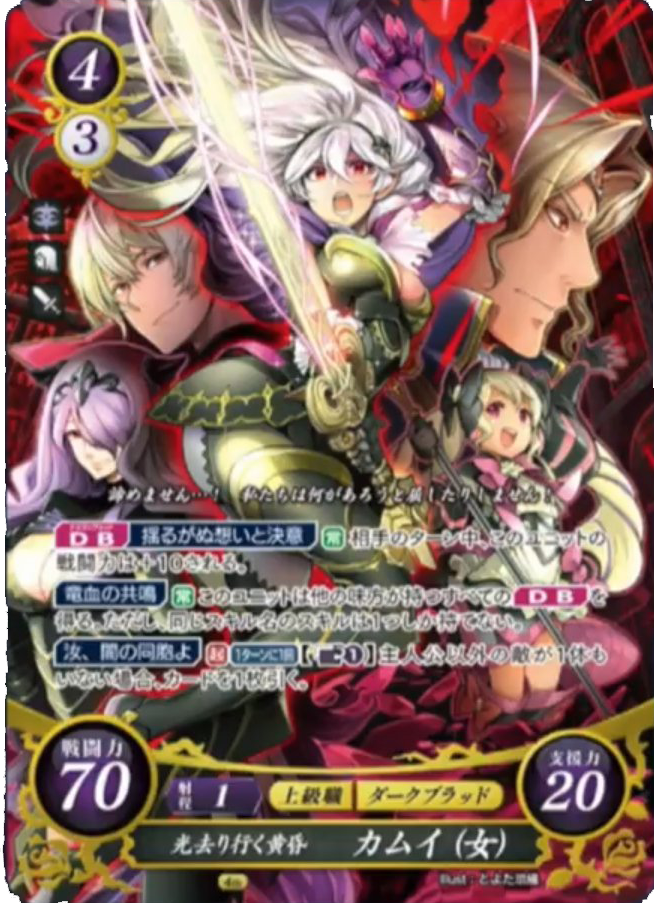 4
3
諦めません…！ 私たちは何があろうと屈したりしません！
DB 揺るがぬ想いと決意 常 相手のターン中、このユニットの
戦闘力は＋10される。
竜血の共鳴 常 このユニットは他の味方が持つすべての DB を
得る。ただし、同じスキル名のスキルは1つしか持てない。
汝、闇の同胞よ 起 1ターンに1回【 1】主人公以外の敵が1体も
いない場合、カードを1枚引く。
戦闘力
70
射程 1
上級職 ダークブラッド
支援力
20
光去り行く黄昏 カムイ（女）
Illust：とよた